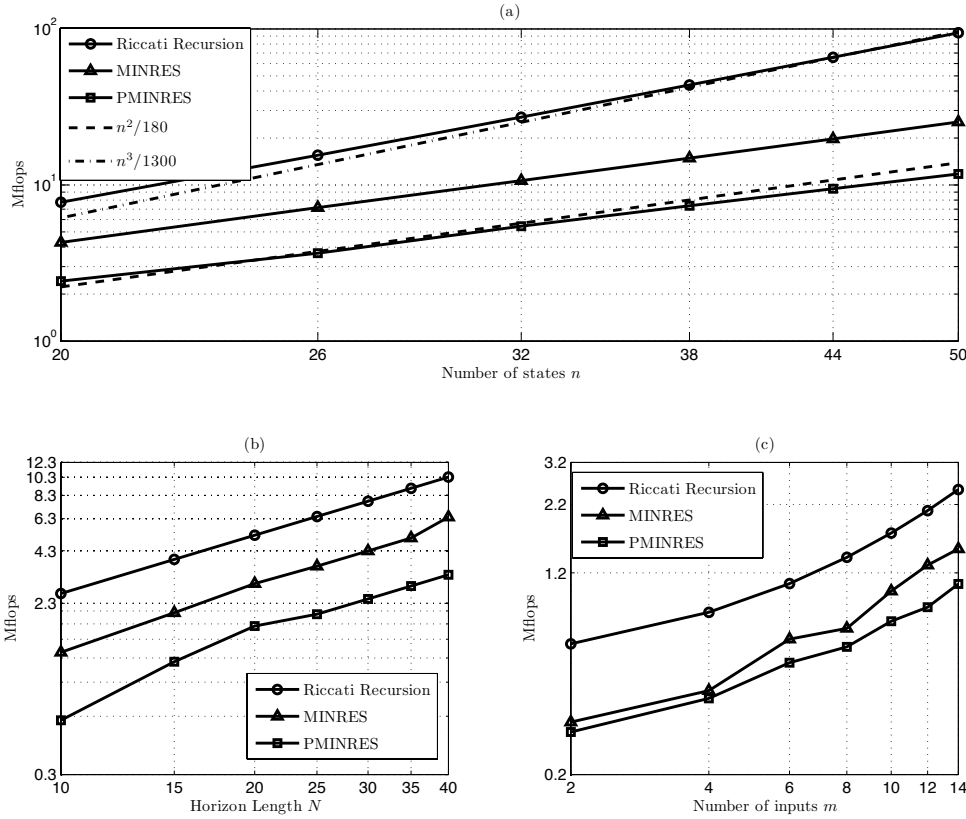 (a)
10^2
Riccati Recursion
MINRES
PMINRES
n^2/180
n^3/1300
10^1
10^0
Mflops
20 26 32 38 44 50
Number of states n
(b)
12.3
10.3
8.3
6.3
4.3
2.3
0.3
Mflops
Riccati Recursion
MINRES
PMINRES
10 15 20 25 30 35 40
Horizon Length N
(c)
3.2
2.2
1.2
0.2
Mflops
Riccati Recursion
MINRES
PMINRES
2 4 6 8 10 12 14
Number of inputs m